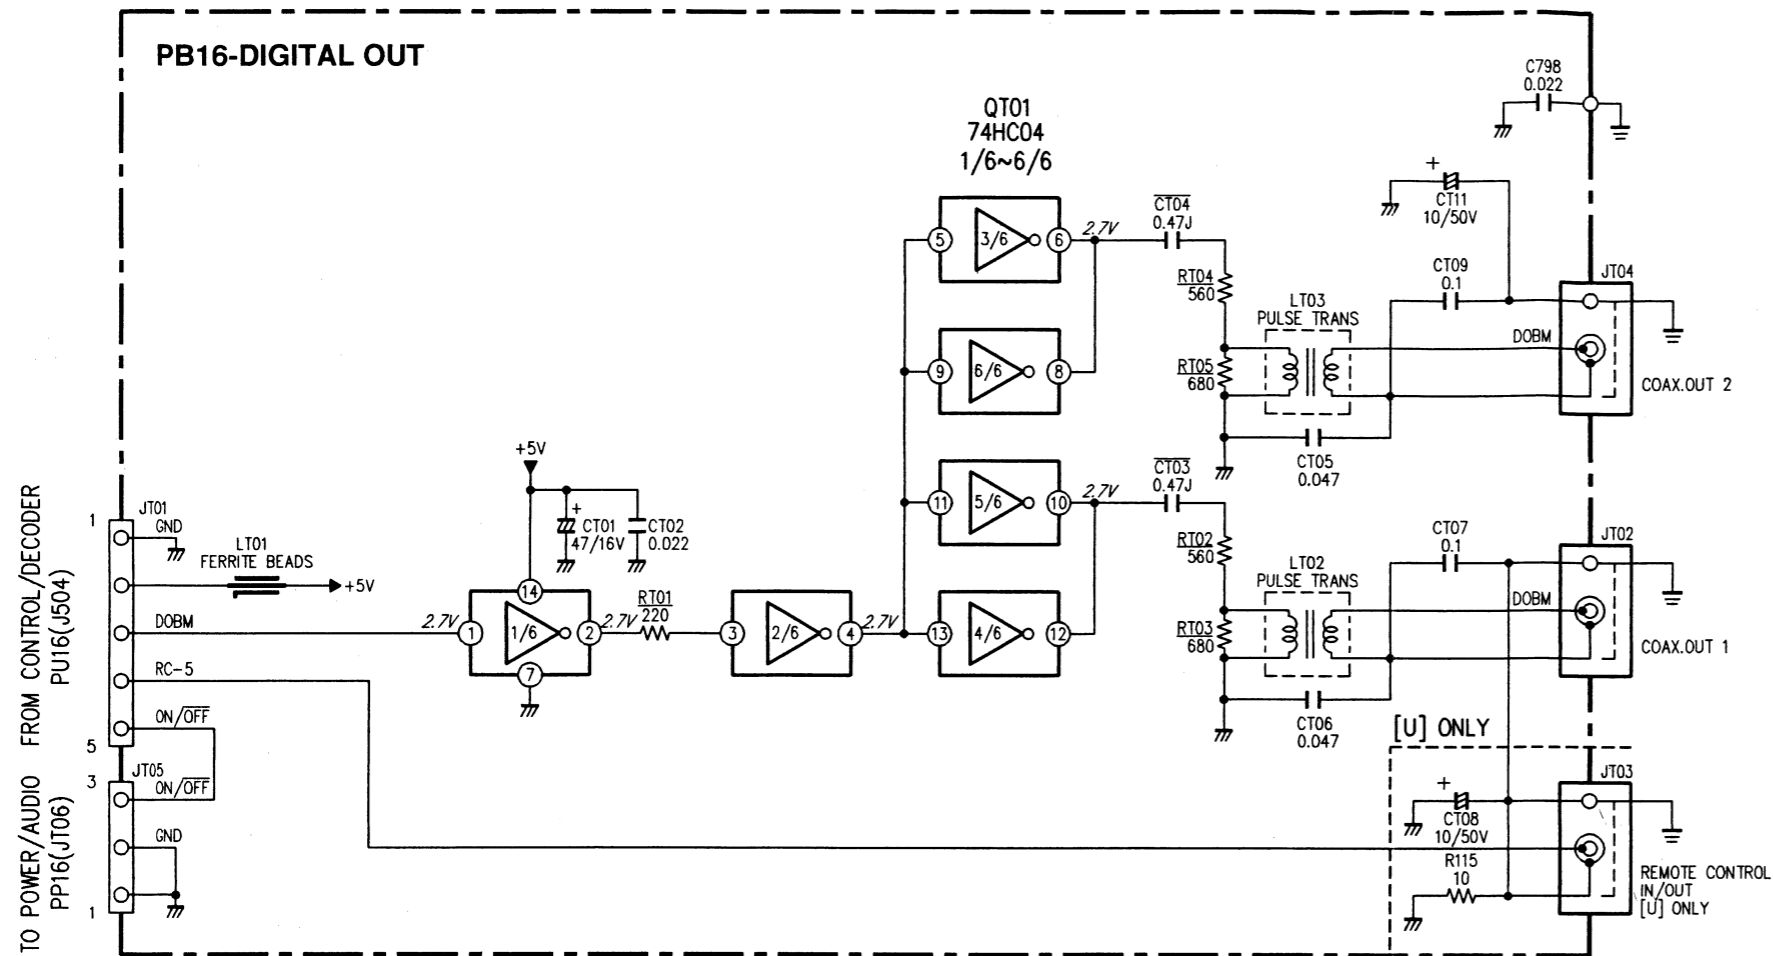 PB16-DIGITAL OUT
C798
0.022
QT01
74HC04
1/6~6/6
+
CT11
10/50V
CT04
0.47J
5
3/6
6
2.7V
RT04
560
CT09
0.1
JT04
LT03
PULSE TRANS
DOBM
9
6/6
8
RT05
680
COAX.OUT 2
CT05
0.047
+5V
+
CT01
47/16V
CT02
0.022
11
5/6
10
2.7V
CT03
0.47J
RT02
560
CT07
0.1
JT02
LT02
PULSE TRANS
DOBM
RT03
680
COAX.OUT 1
CT06
0.047
FROM CONTROL/DECODER
PU16(J504)
1
JT01
GND
LT01
FERRITE BEADS
+5V
DOBM
2.7V
14
1
1/6
2
7
2.7V
RT01
220
3
2/6
4
2.7V
13
4/6
12
RC-5
ON/OFF
5
TO POWER/AUDIO
PP16(JT06)
3
JT05
ON/OFF
GND
1
[U] ONLY
+
CT08
10/50V
R115
10
JT03
REMOTE CONTROL
IN/OUT
[U] ONLY